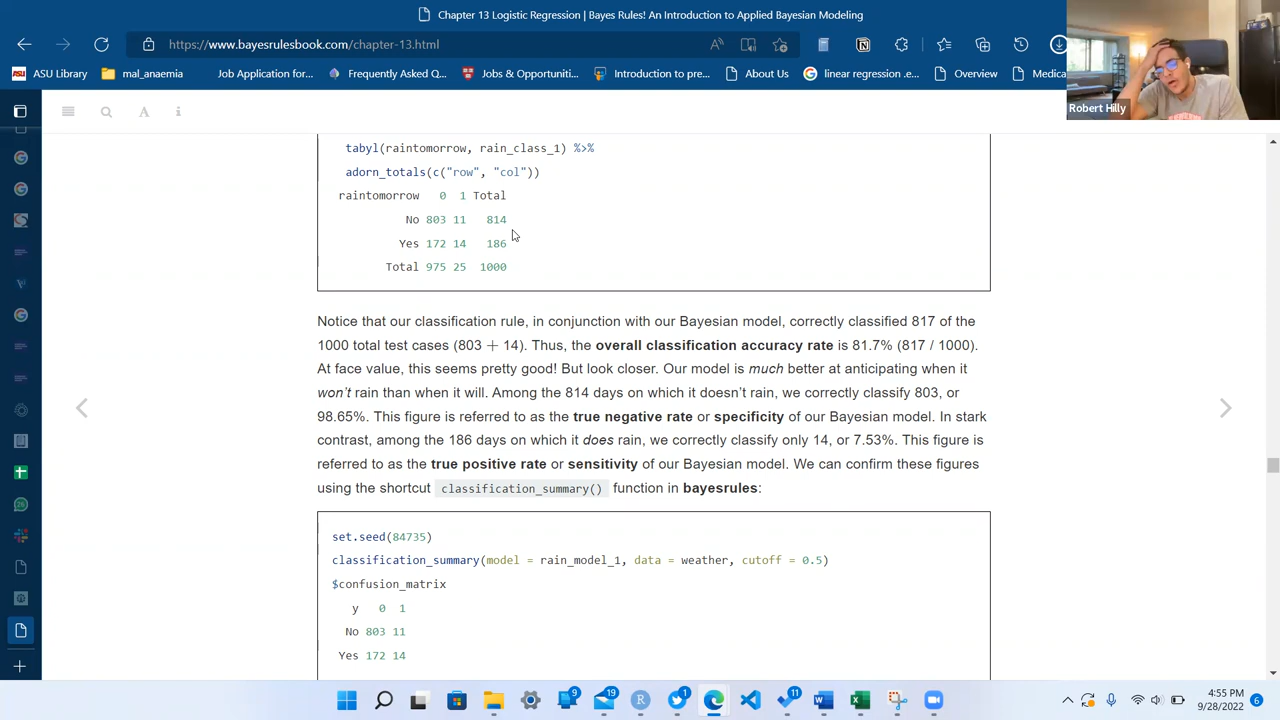 Chapter 13 Logistic Regression | Bayes Rules! An Introduction to Applied Bayesian Modeling
https://www.bayesrulesbook.com/chapter-13.html
ASU Library mal_anaemia Job Application for... Frequently Asked Q... Jobs & Opportuniti... Introduction to pre... About Us linear regression .e... Overview Medica
Robert Hilly
tabyl(raintomorrow, rain_class_1) %>%
adorn_totals(c("row", "col"))
raintomorrow 0 1 Total
No 803 11 814
Yes 172 14 186
Total 975 25 1000
Notice that our classification rule, in conjunction with our Bayesian model, correctly classified 817 of the
1000 total test cases (803 + 14). Thus, the overall classification accuracy rate is 81.7% (817 / 1000).
At face value, this seems pretty good! But look closer. Our model is much better at anticipating when it
won't rain than when it will. Among the 814 days on which it doesn't rain, we correctly classify 803, or
98.65%. This figure is referred to as the true negative rate or specificity of our Bayesian model. In stark
contrast, among the 186 days on which it does rain, we correctly classify only 14, or 7.53%. This figure is
referred to as the true positive rate or sensitivity of our Bayesian model. We can confirm these figures
using the shortcut classification_summary() function in bayesrules:
set.seed(84735)
classification_summary(model = rain_model_1, data = weather, cutoff = 0.5)
$confusion_matrix
y 0 1
No 803 11
Yes 172 14
9 19 1 11
4:55 PM
9/28/2022 6